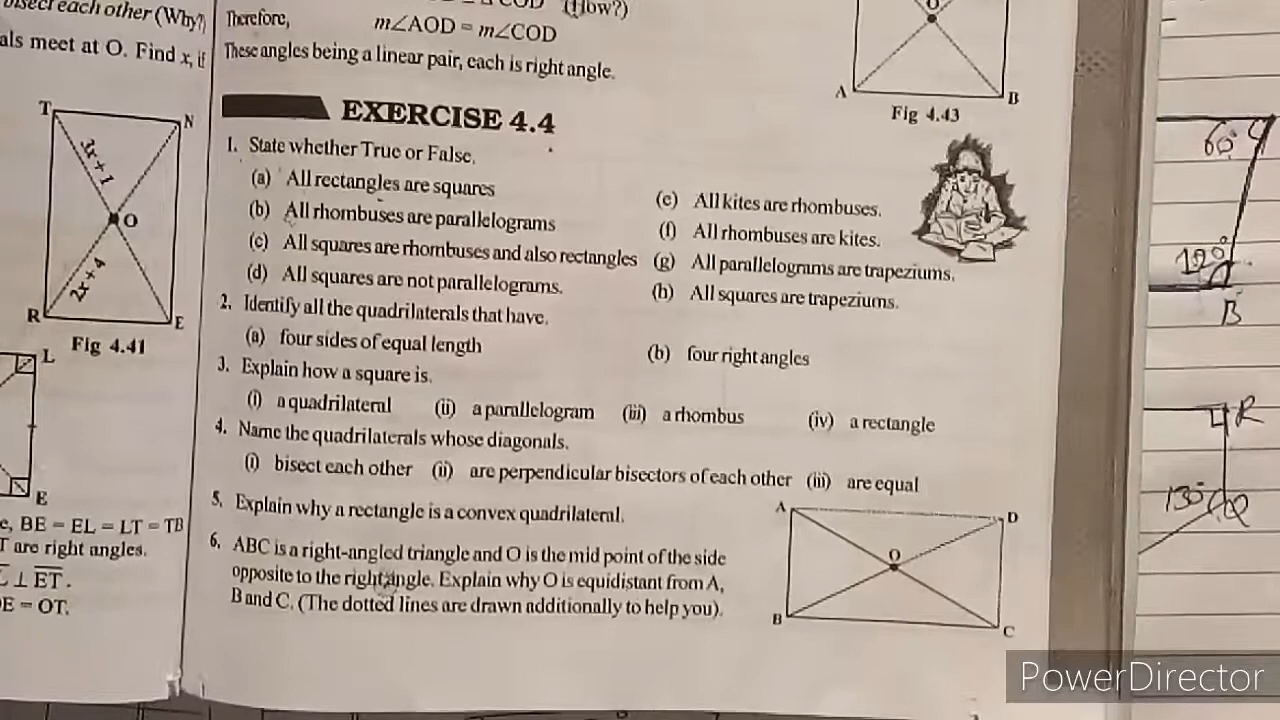 bisect each other (Why?)
als meet at O. Find x, if
T
N
3x + 1
O
2x + 4
R
E
Fig 4.41
L
E
e, BE = EL = LT = TB
T are right angles.
⊥ ET.
E = OT.
COD (How?)
Therefore, m∠AOD = m∠COD
These angles being a linear pair, each is right angle.
O
A
B
Fig 4.43
EXERCISE 4.4
1. State whether True or False.
(a) All rectangles are squares
(b) All rhombuses are parallelograms
(c) All squares are rhombuses and also rectangles
(d) All squares are not parallelograms.
(e) All kites are rhombuses.
(f) All rhombuses are kites.
(g) All parallelograms are trapeziums.
(h) All squares are trapeziums.
2. Identify all the quadrilaterals that have.
(a) four sides of equal length (b) four right angles
3. Explain how a square is.
(i) a quadrilateral (ii) a parallelogram (iii) a rhombus (iv) a rectangle
4. Name the quadrilaterals whose diagonals.
(i) bisect each other (ii) are perpendicular bisectors of each other (iii) are equal
5. Explain why a rectangle is a convex quadrilateral.
6. ABC is a right-angled triangle and O is the mid point of the side
opposite to the right angle. Explain why O is equidistant from A,
B and C. (The dotted lines are drawn additionally to help you).
A
D
O
B
C
60°
120°
B
R
130°
Q
PowerDirector